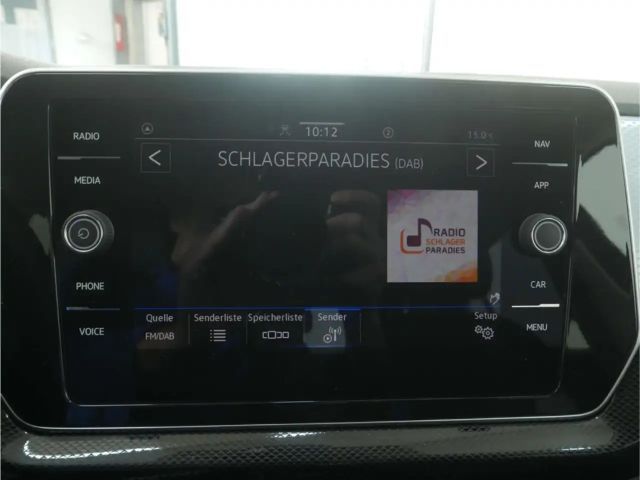 RADIO
MEDIA
PHONE
VOICE
10:12
2
15.0
SCHLAGERPARADIES (DAB)
RADIO
SCHLAGER
PARADIES
Quelle
FM/DAB
Senderliste
Speicherliste
Sender
Setup
NAV
APP
CAR
MENU